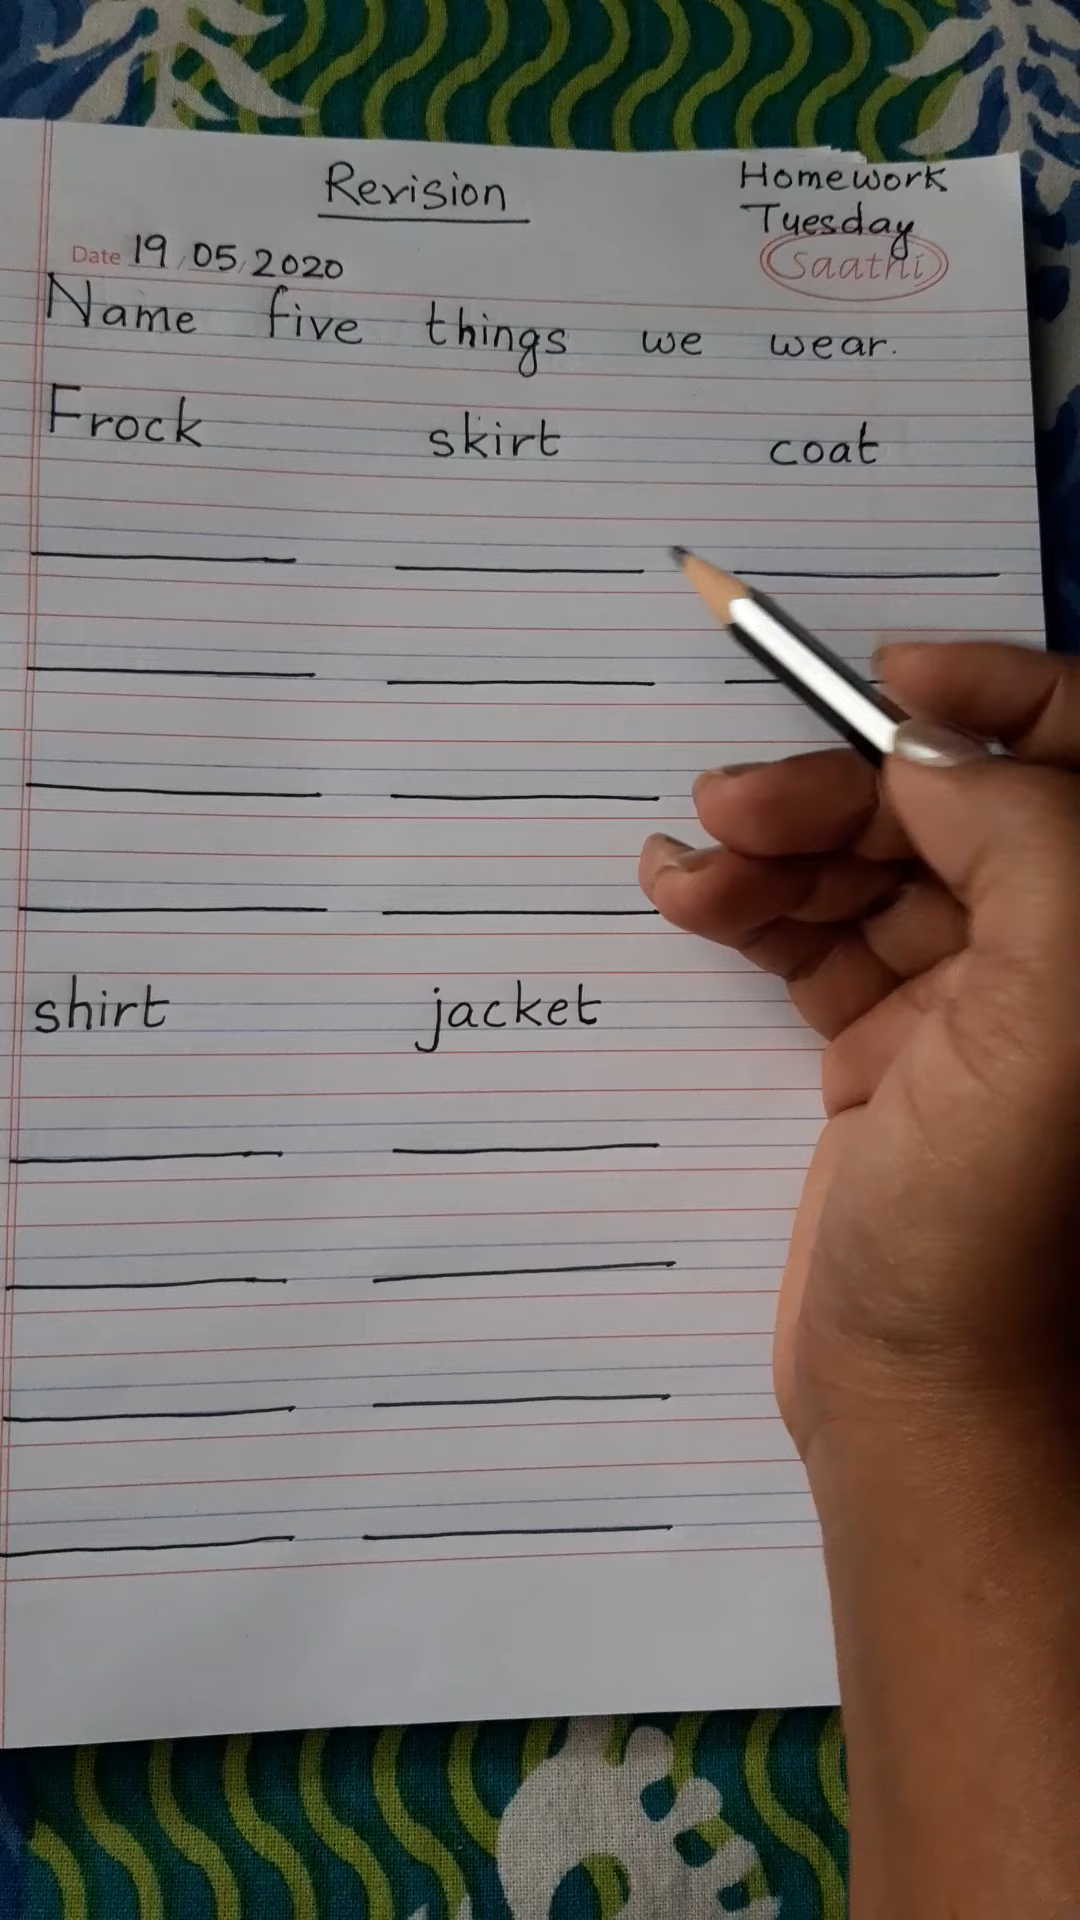 Revision
Homework
Tuesday
saathi
Date 19/05/2020
Name five things we wear.
Frock skirt coat
shirt jacket